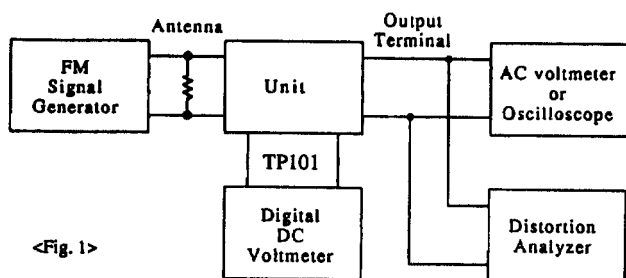 Antenna
Output
Terminal
FM
Signal
Generator
Unit
AC voltmeter
or
Oscilloscope
TP101
Digital
DC
Voltmeter
Distortion
Analyzer
<Fig. 1>